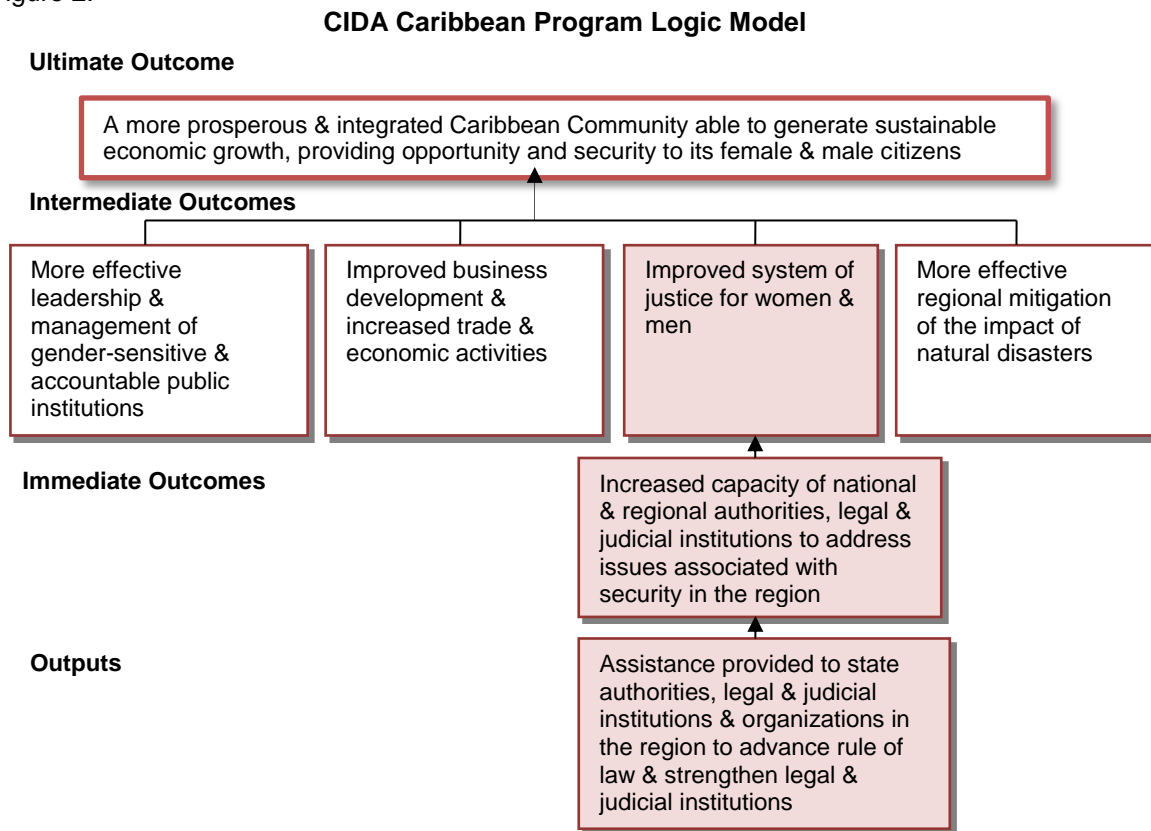 CIDA Caribbean Program Logic Model
Ultimate Outcome
A more prosperous & integrated Caribbean Community able to generate sustainable
economic growth, providing opportunity and security to its female & male citizens
Intermediate Outcomes
More effective
leadership &
management of
gender-sensitive &
accountable public
institutions
Improved business
development &
increased trade &
economic activities
Improved system of
justice for women &
men
More effective
regional mitigation
of the impact of
natural disasters
Immediate Outcomes
Increased capacity of national
& regional authorities, legal &
judicial institutions to address
issues associated with
security in the region
Outputs
Assistance provided to state
authorities, legal & judicial
institutions & organizations in
the region to advance rule of
law & strengthen legal &
judicial institutions